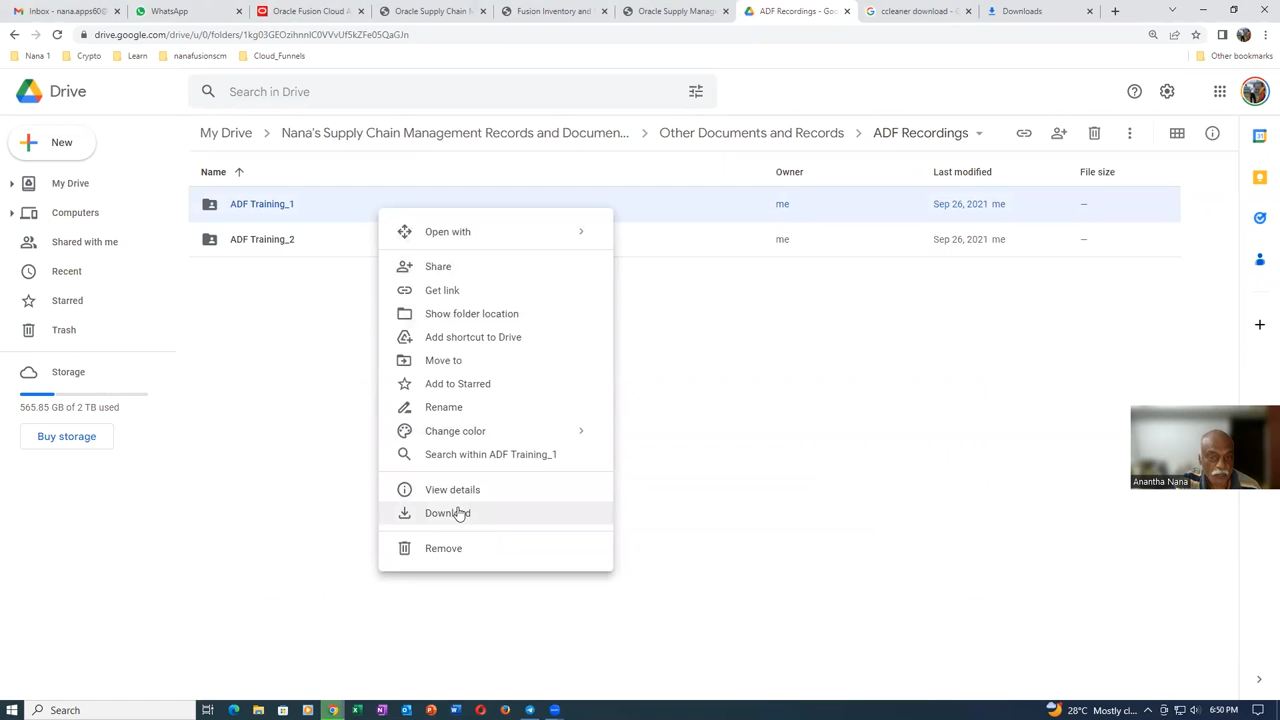 Inbox - nana.apps60@
WhatsApp
Oracle Fusion Cloud A
Oracle Supply Chain M
Fusion Inventory and
Oracle Supply Manage
ADF Recordings - Goo
ccleaner download - G
Downloads
drive.google.com/drive/u/0/folders/1kg03GEOzihnnIC0VVvUf5kZFe05QaGJn
Nana 1
Crypto
Learn
nanafusionscm
Cloud_Funnels
Other bookmarks
Drive
Search in Drive
New
My Drive
Nana's Supply Chain Management Records and Documen...
Other Documents and Records
ADF Recordings
Name
Owner
Last modified
File size
My Drive
Computers
Shared with me
Recent
Starred
Trash
Storage
565.85 GB of 2 TB used
Buy storage
ADF Training_1
me
Sep 26, 2021 me
–
ADF Training_2
me
Sep 26, 2021 me
–
Open with
Share
Get link
Show folder location
Add shortcut to Drive
Move to
Add to Starred
Rename
Change color
Search within ADF Training_1
View details
Download
Remove
Anantha Nana
Search
28°C Mostly cl...
6:50 PM